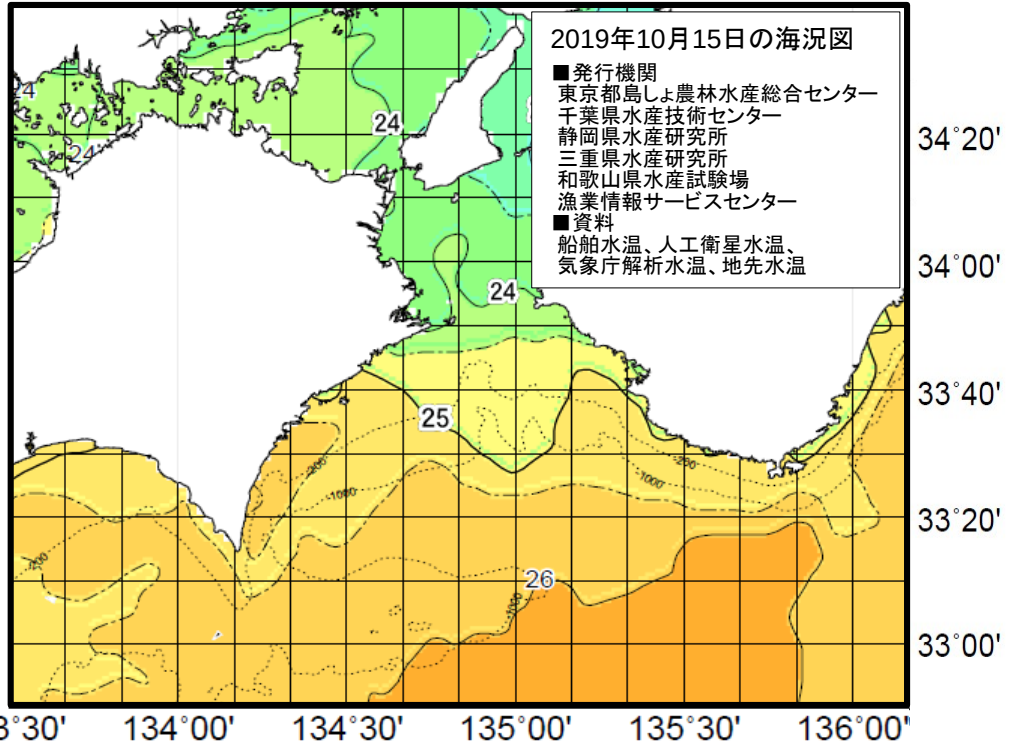 2019年10月15日の海況図
■発行機関
東京都島しょ農林水産総合センター
千葉県水産技術センター
静岡県水産研究所
三重県水産研究所
和歌山県水産試験場
漁業情報サービスセンター
■資料
船舶水温、人工衛星水温、
気象庁解析水温、地先水温
24
24
24
24
25
26
-200
-1000
-200
-1000
-200
-1000
34°20'
34°00'
33°40'
33°20'
33°00'
3°30'
134°00'
134°30'
135°00'
135°30'
136°00'